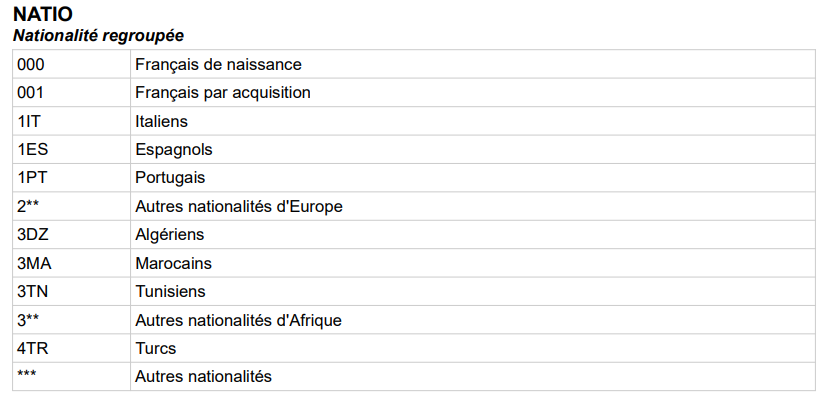 NATIO
Nationalité regroupée
000 Français de naissance
001 Français par acquisition
1IT Italiens
1ES Espagnols
1PT Portugais
2** Autres nationalités d'Europe
3DZ Algériens
3MA Marocains
3TN Tunisiens
3** Autres nationalités d'Afrique
4TR Turcs
*** Autres nationalités